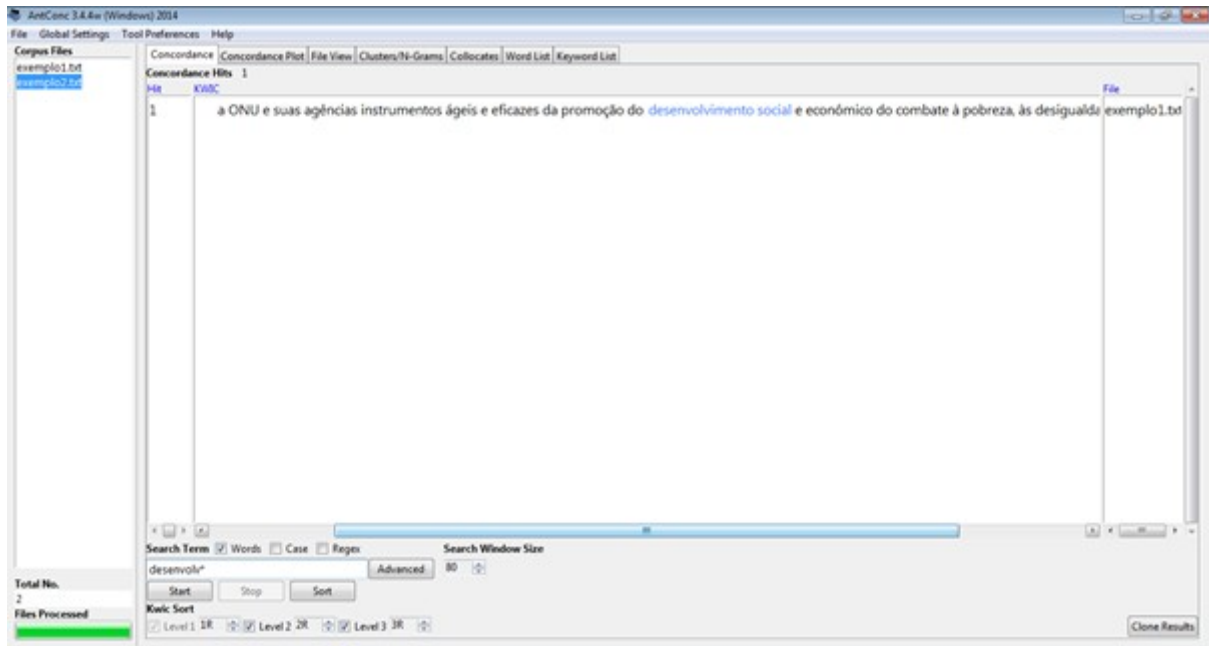 AntConc 3.4.4w (Windows) 2014
File Global Settings Tool Preferences Help
Corpus Files
exemplo1.txt
exemplo2.txt
Concordance Concordance Plot File View Clusters/N-Grams Collocates Word List Keyword List
Concordance Hits 1
Hit KWIC File
1 a ONU e suas agências instrumentos ágeis e eficazes da promoção do desenvolvimento social e económico do combate à pobreza, às desigualda exemplo1.txt
Search Term Words Case Regex Search Window Size
desenvolv* Advanced 80
Total No.
2
Files Processed
Start Stop Sort
Kwic Sort
Level 1 1R Level 2 2R Level 3 3R
Clone Results